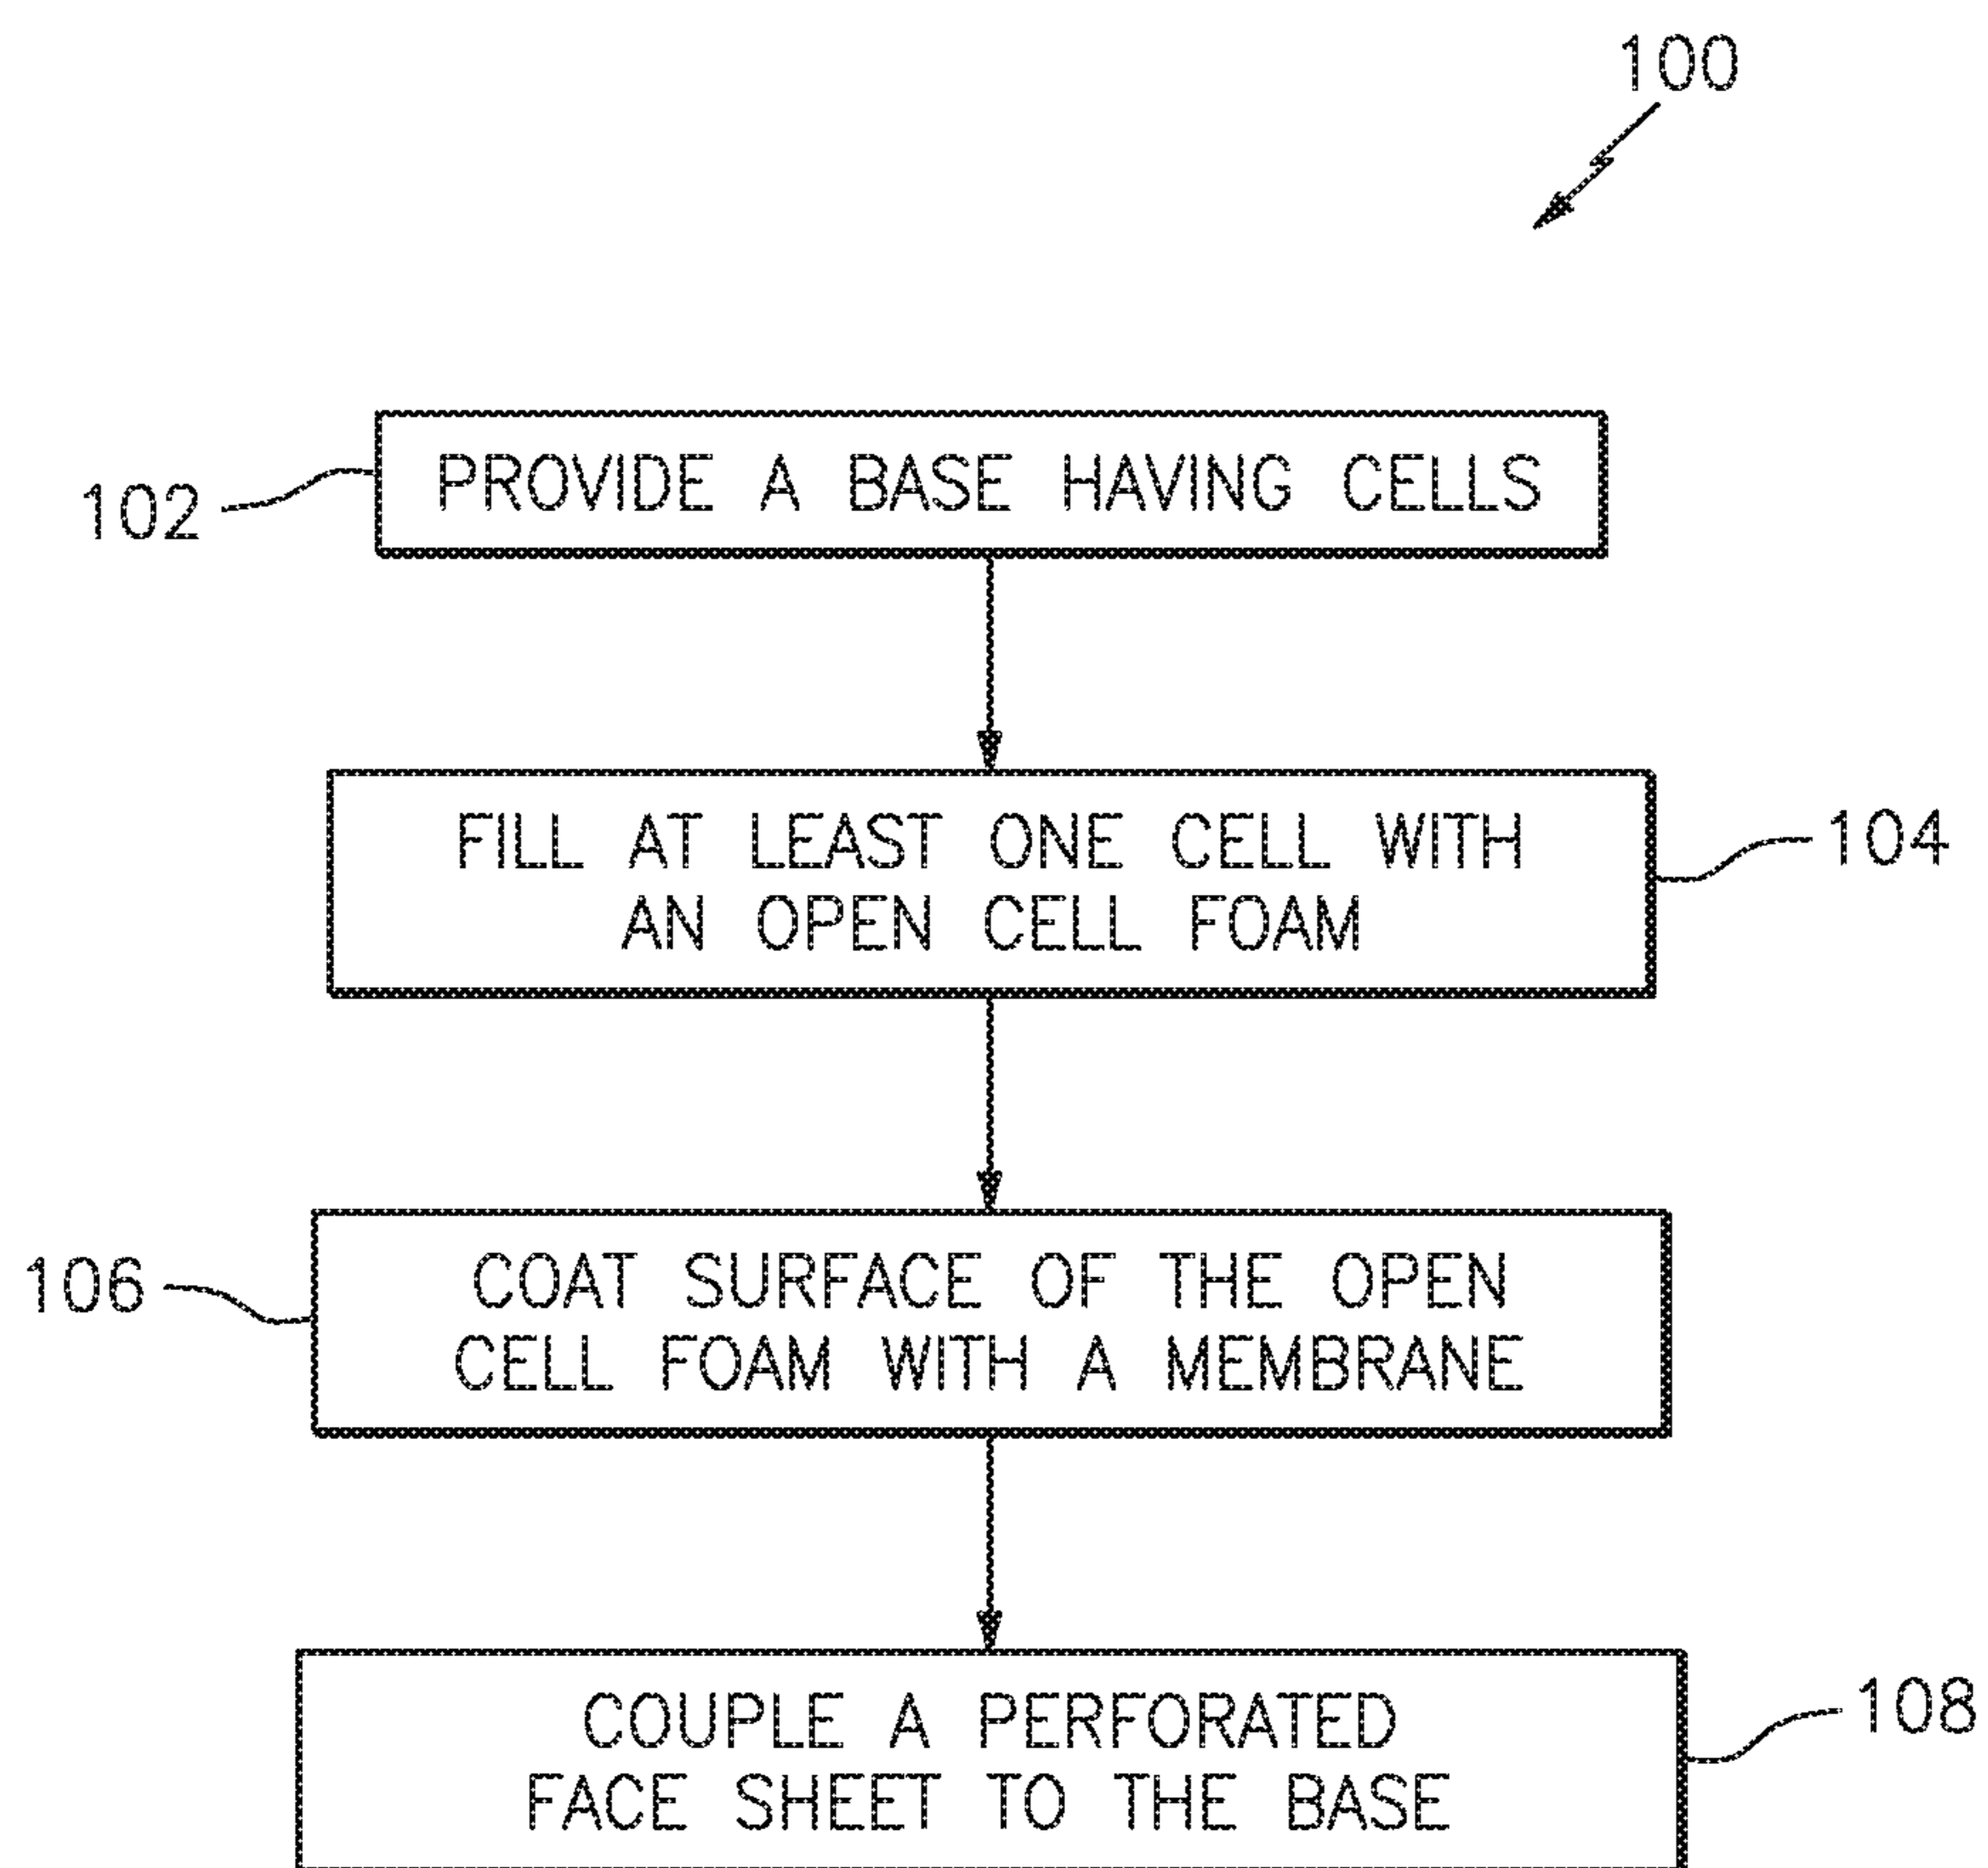 100
102
PROVIDE A BASE HAVING CELLS
FILL AT LEAST ONE CELL WITH
AN OPEN CELL FOAM
104
106
COAT SURFACE OF THE OPEN
CELL FOAM WITH A MEMBRANE
COUPLE A PERFORATED
FACE SHEET TO THE BASE
108